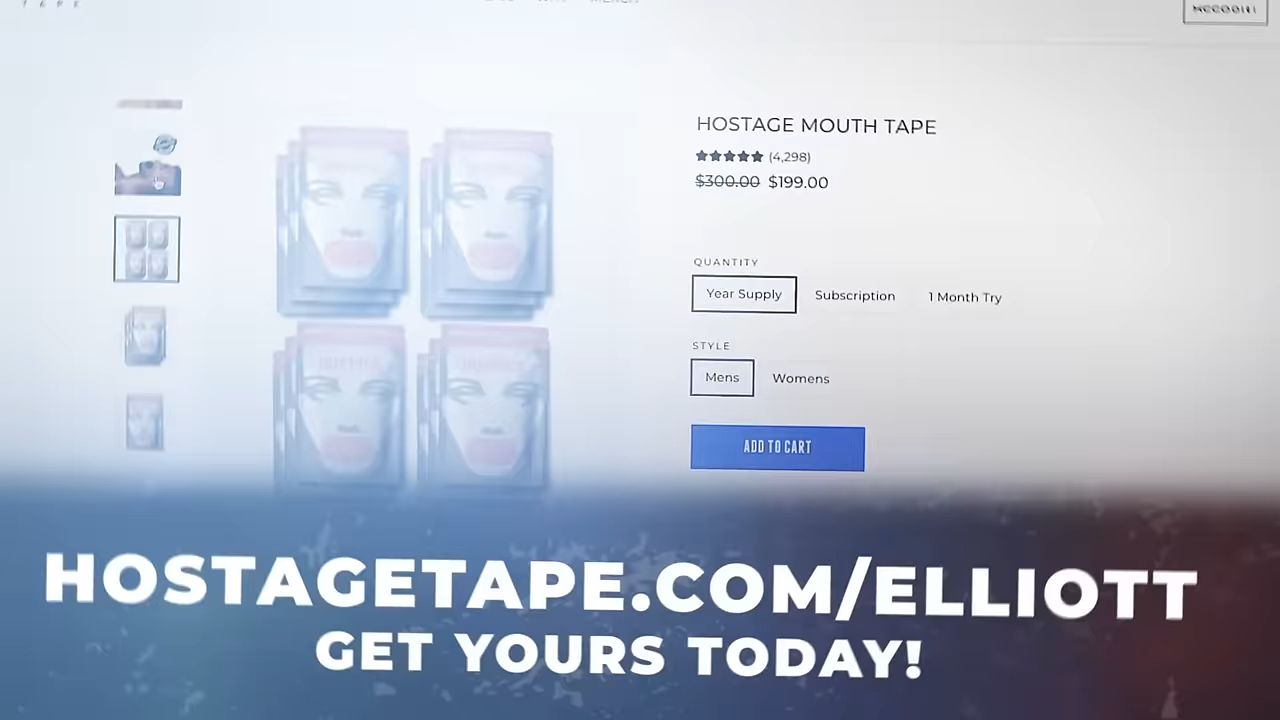 HOSTAGE MOUTH TAPE
(4,298)
$300.00 $199.00
QUANTITY
Year Supply Subscription 1 Month Try
STYLE
Mens Womens
ADD TO CART
HOSTAGETAPE.COM/ELLIOTT
GET YOURS TODAY!